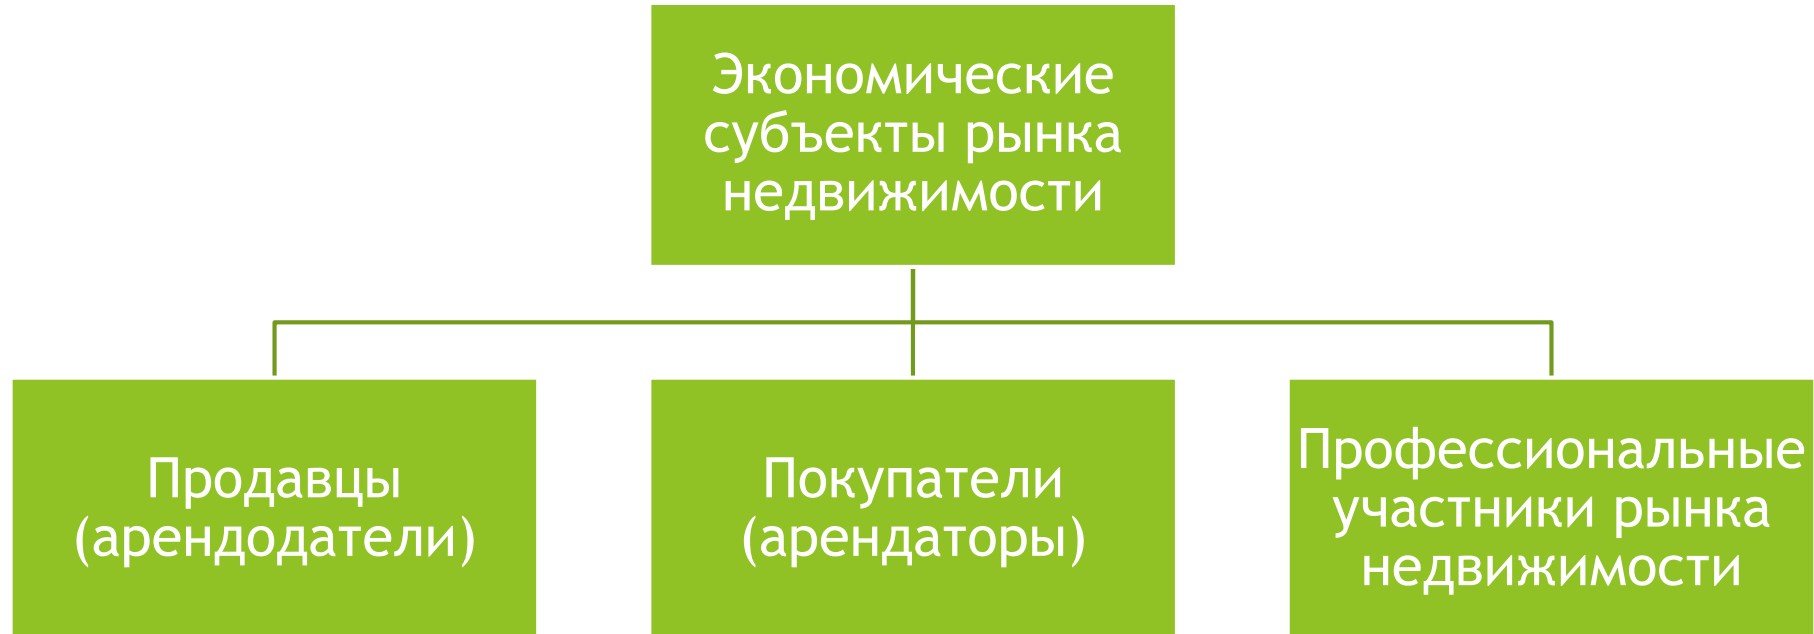 Экономические
субъекты рынка
недвижимости
Продавцы
(арендодатели)
Покупатели
(арендаторы)
Профессиональные
участники рынка
недвижимости